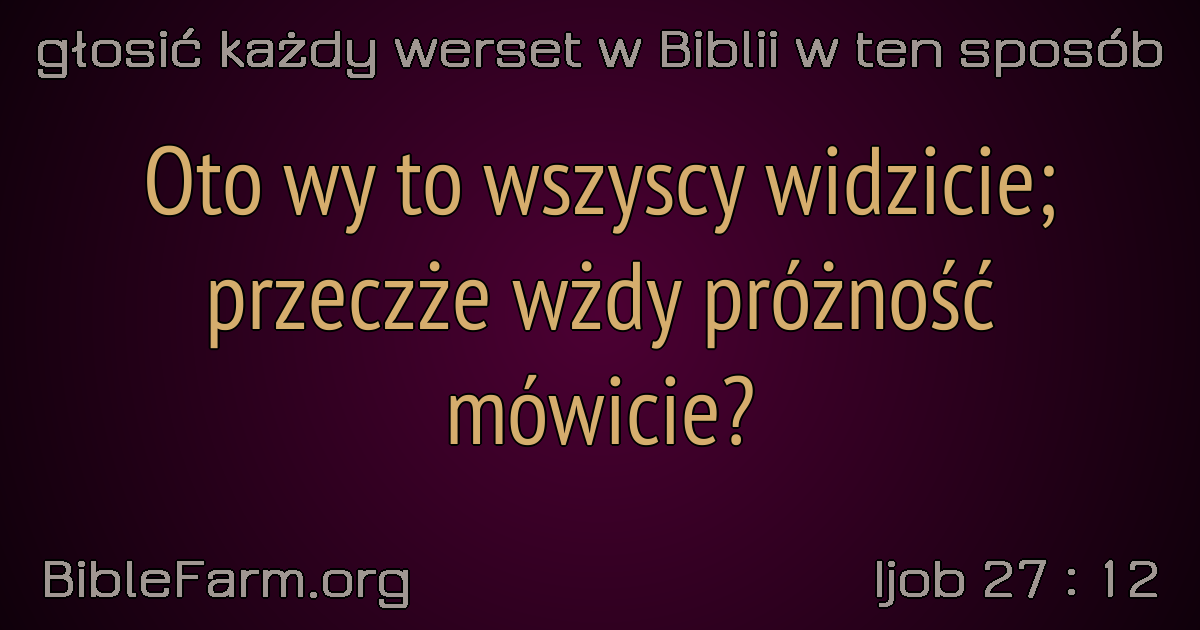 głosić każdy werset w Biblii w ten sposób
Oto wy to wszyscy widzicie;
przeczże wżdy próżność
mówicie?
BibleFarm.org
Ijob 27 : 12